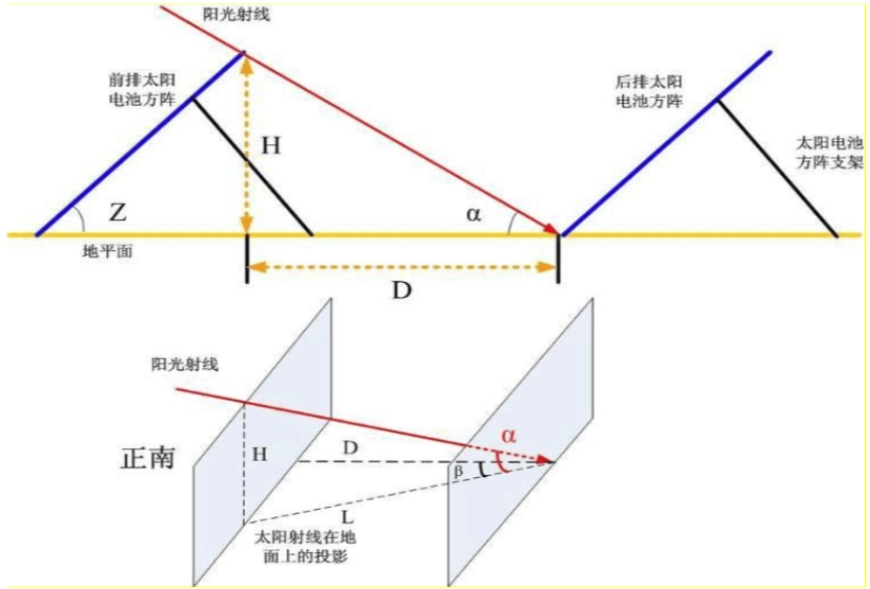 阳光射线
前排太阳
电池方阵
H
Z
α
地平面
D
后排太阳
电池方阵
太阳电池
方阵支架
阳光射线
正南
H
D
α
β
L
太阳射线在地
面上的投影